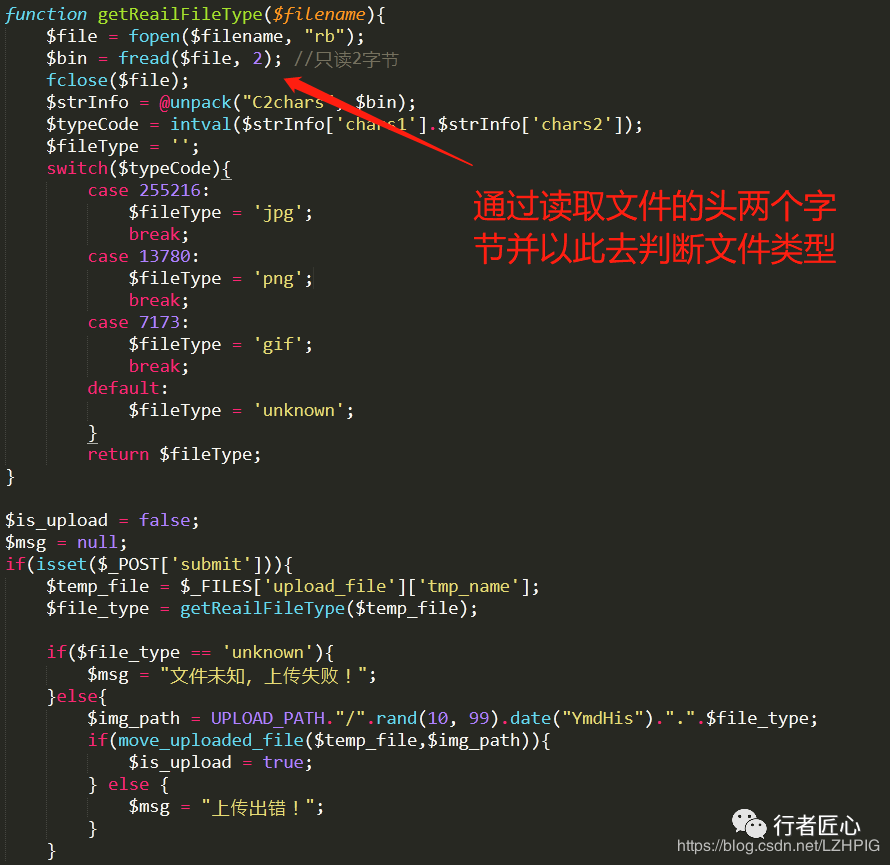 function getReailFileType($filename){
$file = fopen($filename, "rb");
$bin = fread($file, 2); //只读2字节
fclose($file);
$strInfo = @unpack("C2chars", $bin);
$typeCode = intval($strInfo['chars1'].$strInfo['chars2']);
$fileType = '';
switch($typeCode){
case 255216:
$fileType = 'jpg';
break;
case 13780:
$fileType = 'png';
break;
case 7173:
$fileType = 'gif';
break;
default:
$fileType = 'unknown';
}
return $fileType;
}
通过读取文件的头两个字
节并以此去判断文件类型
$is_upload = false;
$msg = null;
if(isset($_POST['submit'])){
$temp_file = $_FILES['upload_file']['tmp_name'];
$file_type = getReailFileType($temp_file);
if($file_type == 'unknown'){
$msg = "文件未知，上传失败！";
}else{
$img_path = UPLOAD_PATH."/".rand(10, 99).date("YmdHis").".".$file_type;
if(move_uploaded_file($temp_file,$img_path)){
$is_upload = true;
} else {
$msg = "上传出错！";
}
}
行者匠心
https://blog.csdn.net/LZHPIG